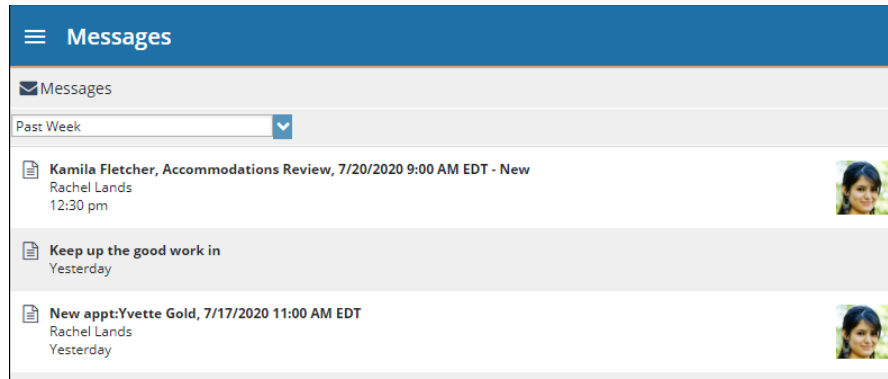 Messages
Messages
Past Week
Kamila Fletcher, Accommodations Review, 7/20/2020 9:00 AM EDT - New
Rachel Lands
12:30 pm
Keep up the good work in
Yesterday
New appt:Yvette Gold, 7/17/2020 11:00 AM EDT
Rachel Lands
Yesterday